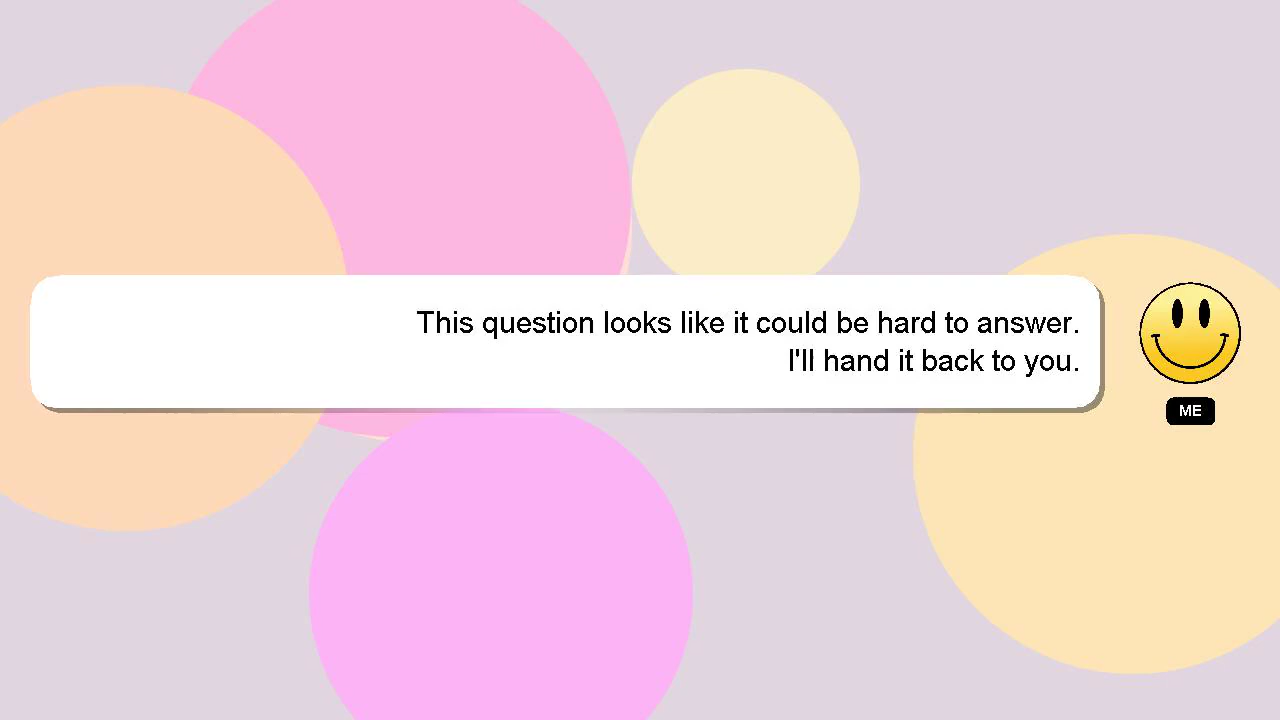 This question looks like it could be hard to answer.
I'll hand it back to you.
ME